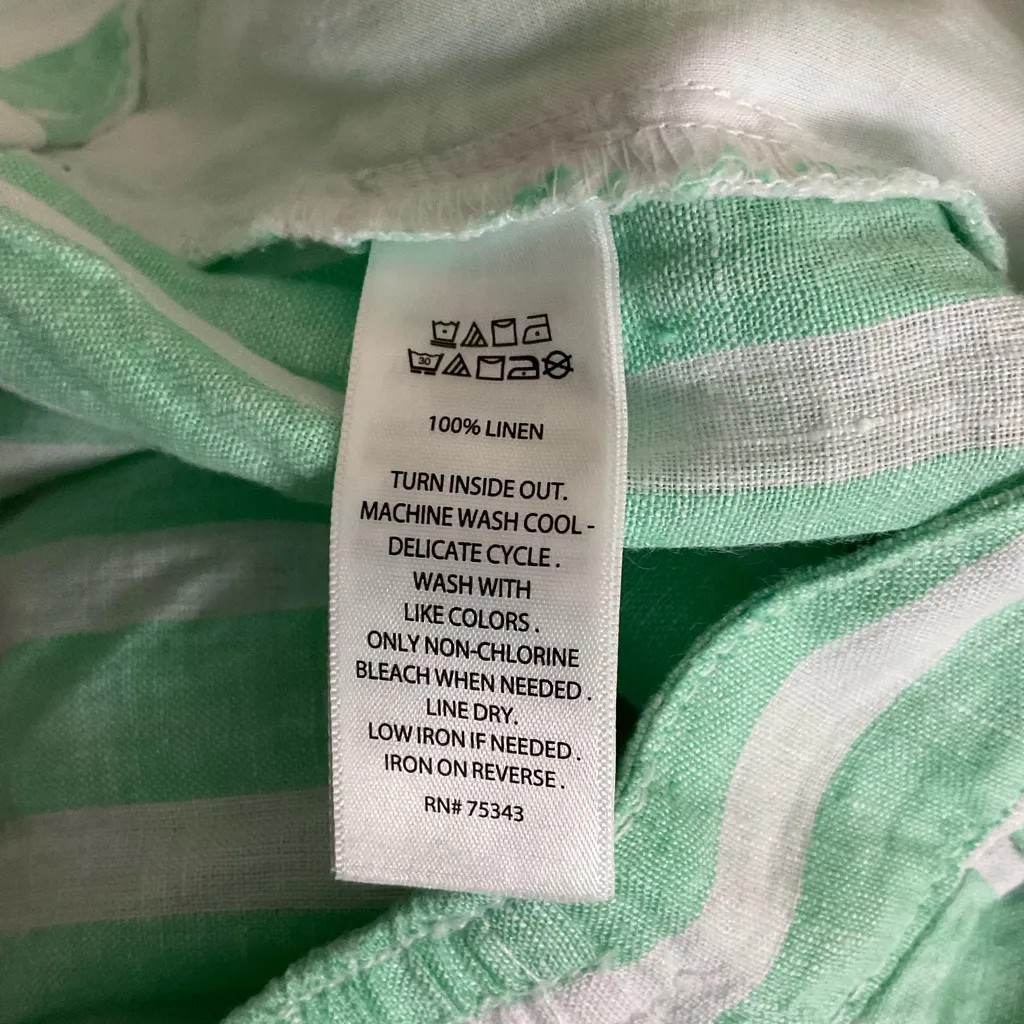 30
100% LINEN
TURN INSIDE OUT.
MACHINE WASH COOL -
DELICATE CYCLE.
WASH WITH
LIKE COLORS.
ONLY NON-CHLORINE
BLEACH WHEN NEEDED.
LINE DRY.
LOW IRON IF NEEDED.
IRON ON REVERSE.
RN# 75343